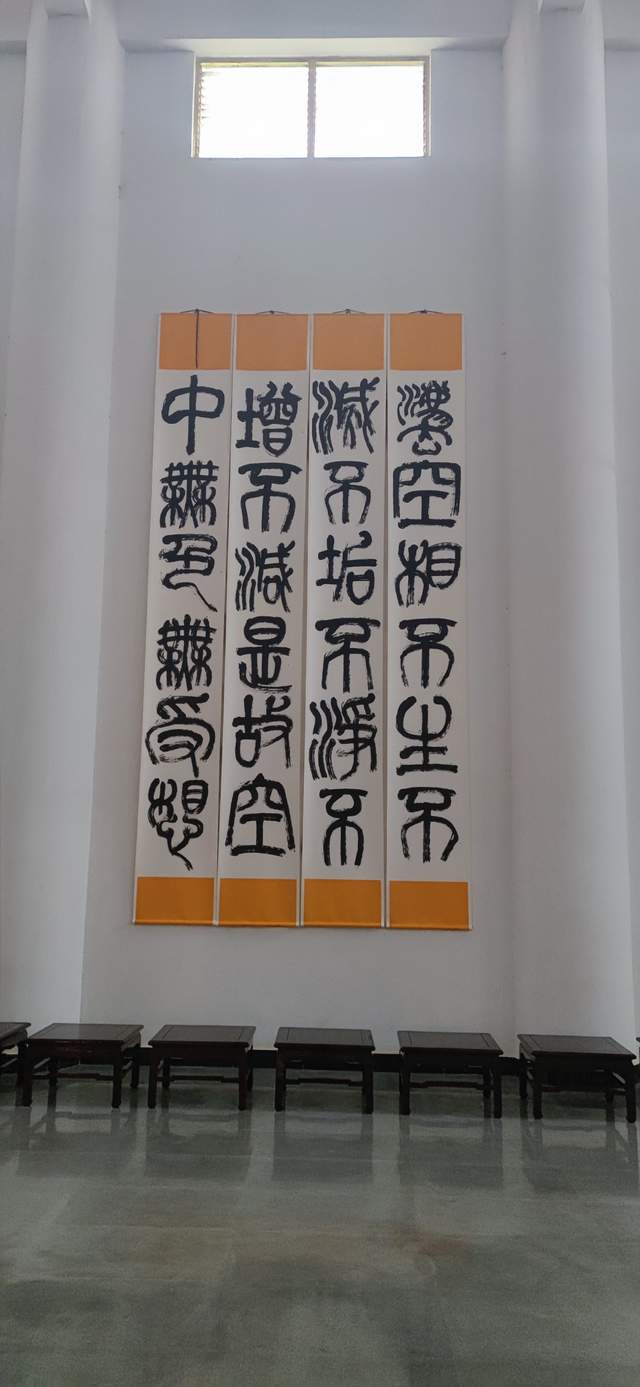 灋空相不生不
滅不垢不淨不
增不減是故空
中無色無受想